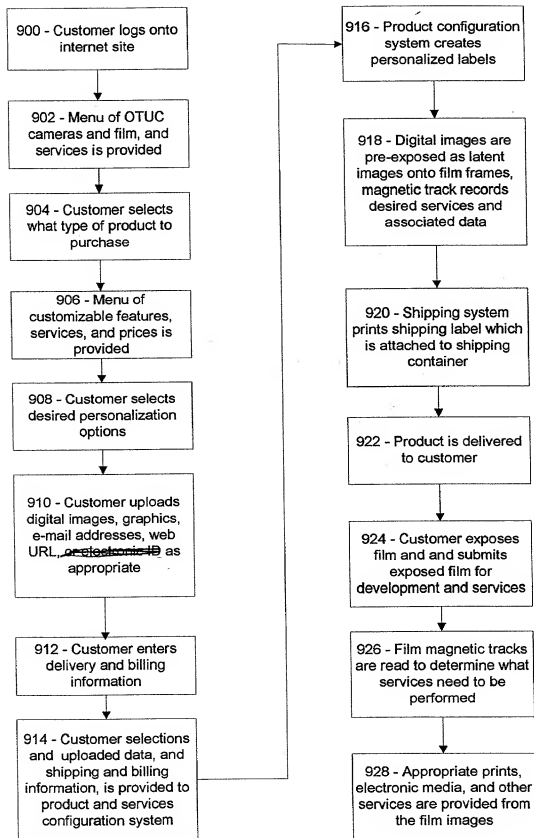 900 - Customer logs onto
internet site
902 - Menu of OTUC
cameras and film, and
services is provided
904 - Customer selects
what type of product to
purchase
906 - Menu of
customizable features,
services, and prices is
provided
908 - Customer selects
desired personalization
options
910 - Customer uploads
digital images, graphics,
e-mail addresses, web
URL, or electronic ID as
appropriate
912 - Customer enters
delivery and billing
information
914 - Customer selections
and uploaded data, and
shipping and billing
information, is provided to
product and services
configuration system
916 - Product configuration
system creates
personalized labels
918 - Digital images are
pre-exposed as latent
images onto film frames,
magnetic track records
desired services and
associated data
920 - Shipping system
prints shipping label which
is attached to shipping
container
922 - Product is delivered
to customer
924 - Customer exposes
film and and submits
exposed film for
development and services
926 - Film magnetic tracks
are read to determine what
services need to be
performed
928 - Appropriate prints,
electronic media, and other
services are provided from
the film images